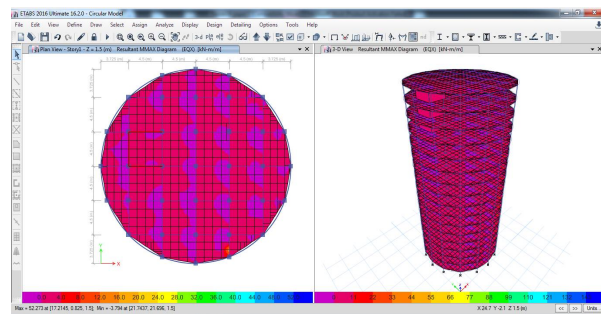 ETABS 2016 Ultimate 16.2.0 - Circular Model
File Edit View Define Draw Select Assign Analyze Display Design Detailing Options Tools Help
Plan View - Story1 - Z = 1.5 (m) Resultant MMAX Diagram (EQX) [kN-m/m]
3-D View Resultant MMAX Diagram (EQX) [kN-m/m]
Y
X
8.0 12.0 16.0 20.0 24.0 28.0 32.0 36.0 40.0
11 22 33 44 55 66 77 88 99 110 121 132
Max = 52.273 at [17.2145, 0.825, 1.5]; Min = -3.794 at [21.7437, 21.696, 1.5]
X 24.7 Y -2.1 Z 1.5 (m)
<< >> Units